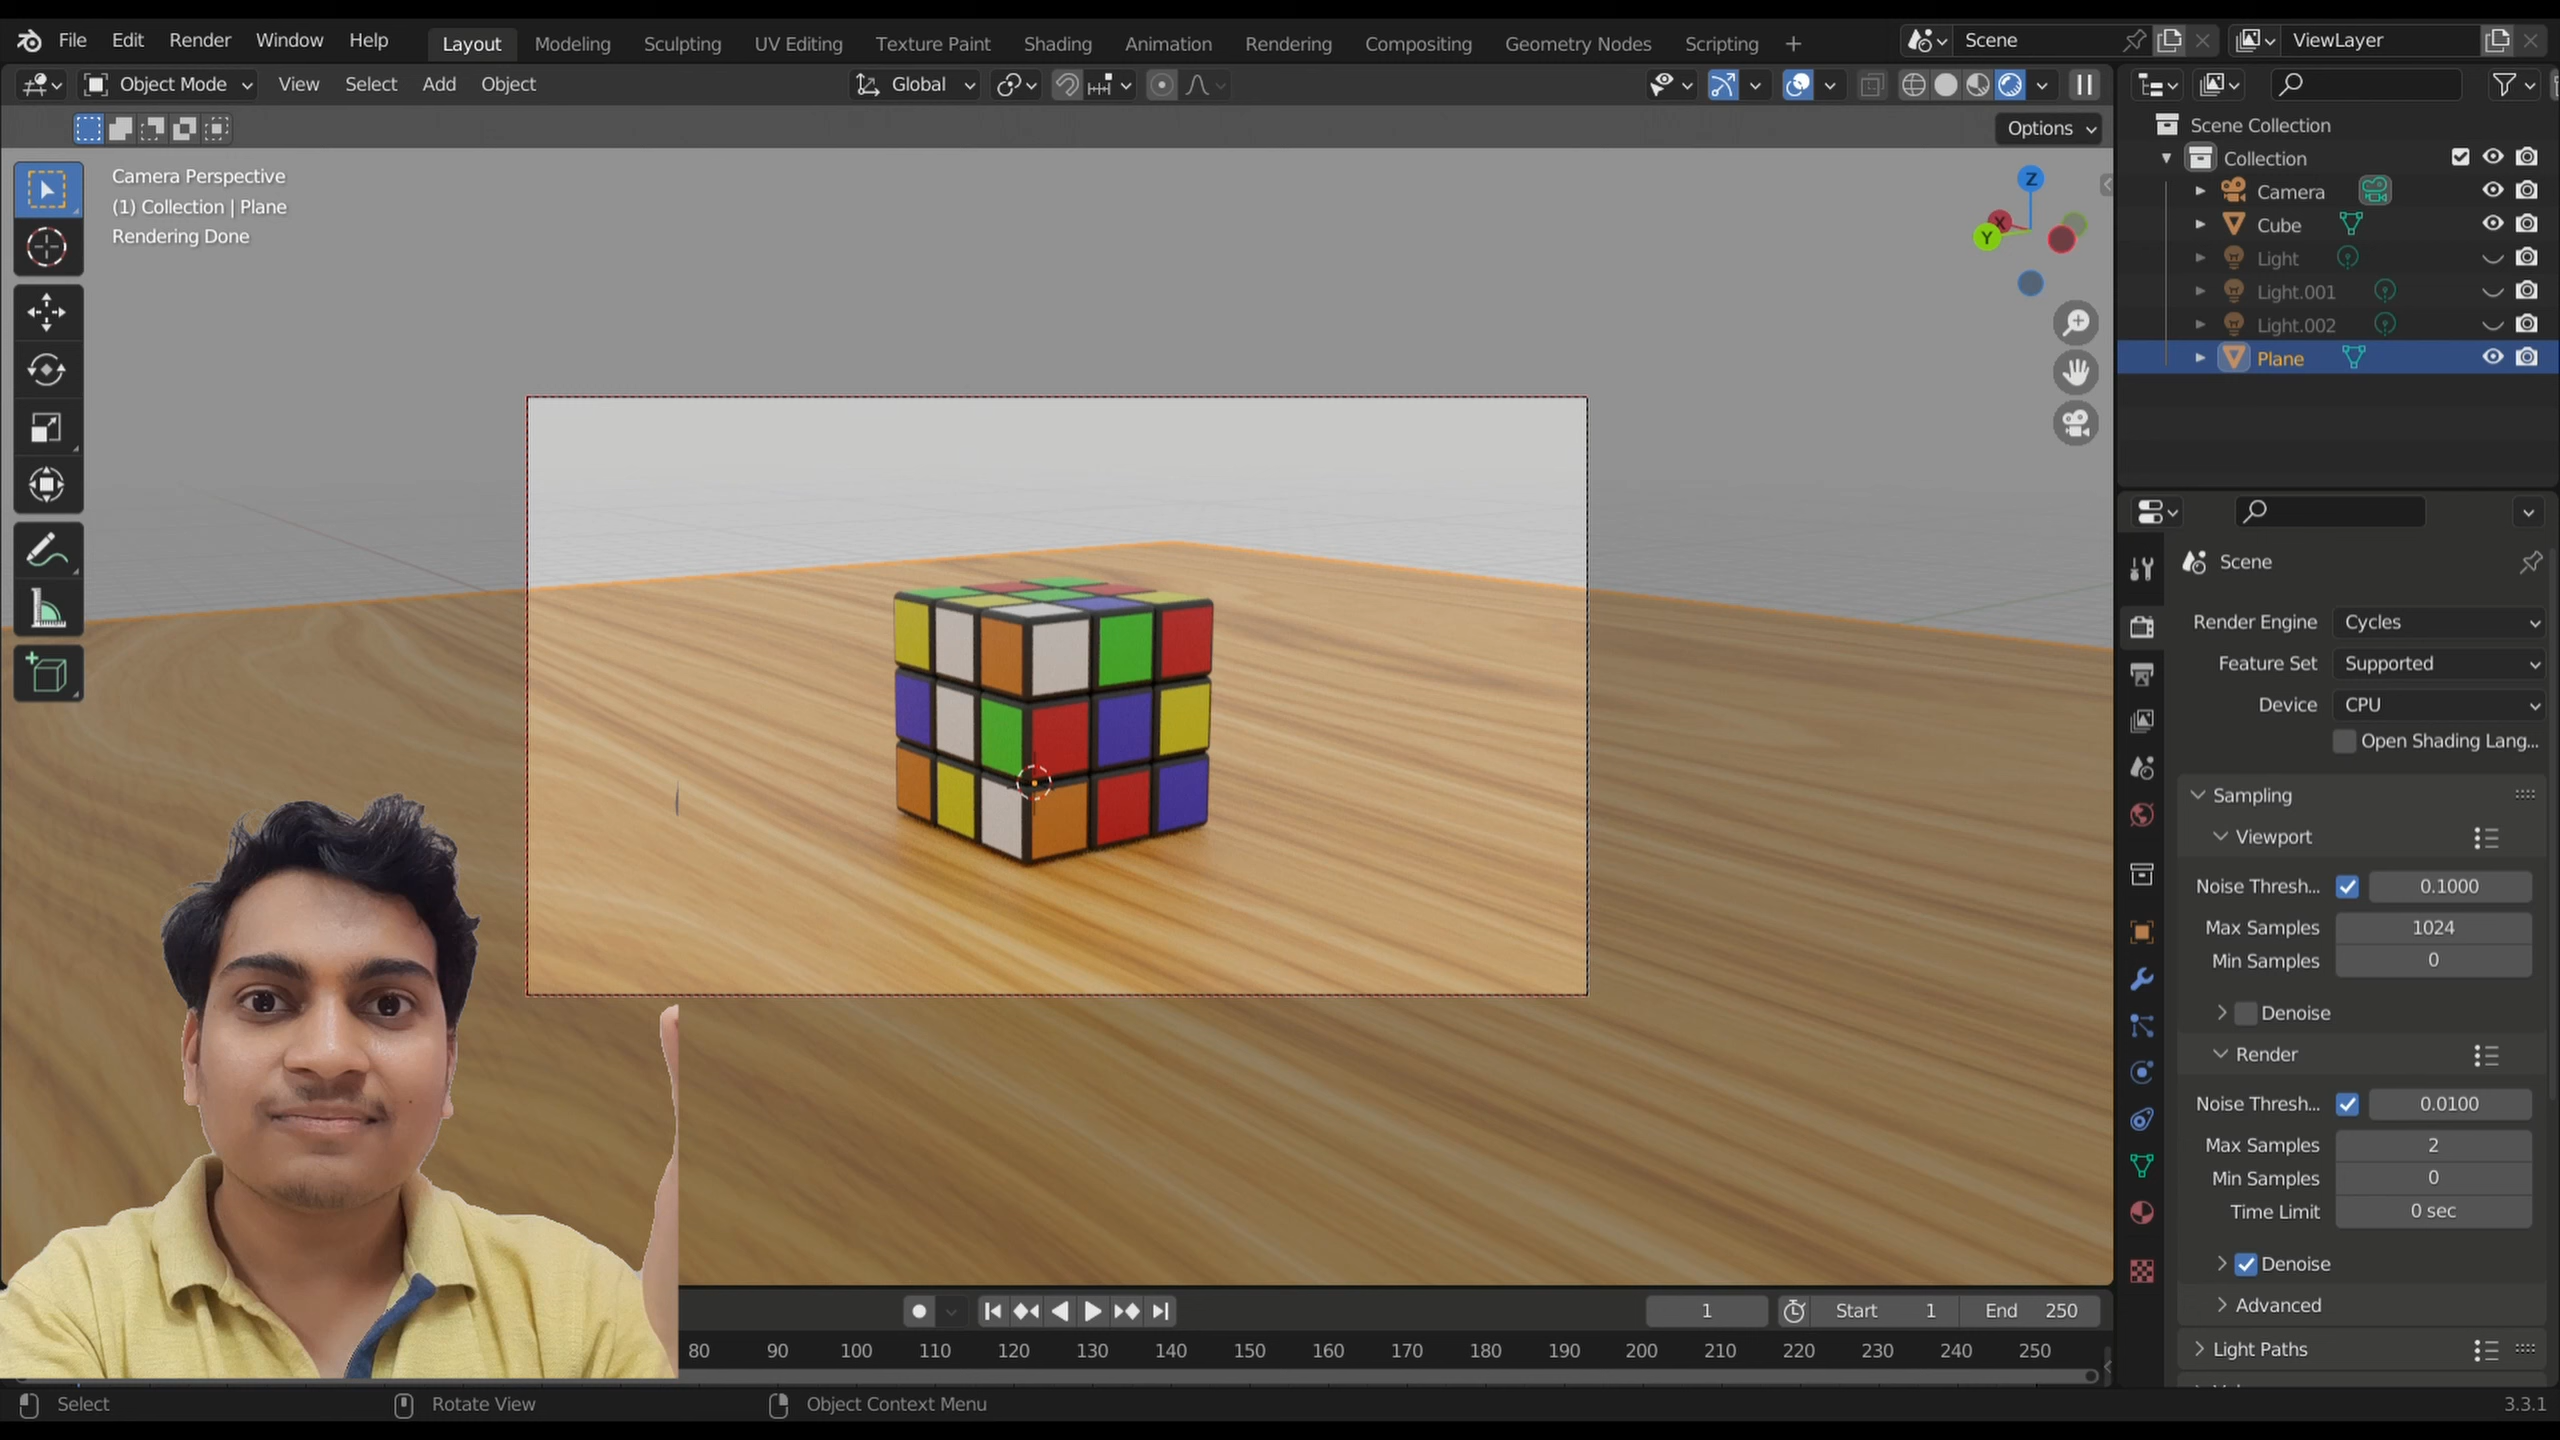 File Edit Render Window Help Layout Modeling Sculpting UV Editing Texture Paint Shading Animation Rendering Compositing Geometry Nodes Scripting + Scene ViewLayer
Object Mode View Select Add Object Global
Options
Camera Perspective
(1) Collection | Plane
Rendering Done
Z
X
Y
Scene Collection
Collection
Camera
Cube
Light
Light.001
Light.002
Plane
Scene
Render Engine Cycles
Feature Set Supported
Device CPU
Open Shading Lang...
Sampling
Viewport
Noise Thresh... 0.1000
Max Samples 1024
Min Samples 0
Denoise
Render
Noise Thresh... 0.0100
Max Samples 2
Min Samples 0
Time Limit 0 sec
Denoise
Advanced
Light Paths
1 Start 1 End 250
80 90 100 110 120 130 140 150 160 170 180 190 200 210 220 230 240 250
Select Rotate View Object Context Menu 3.3.1